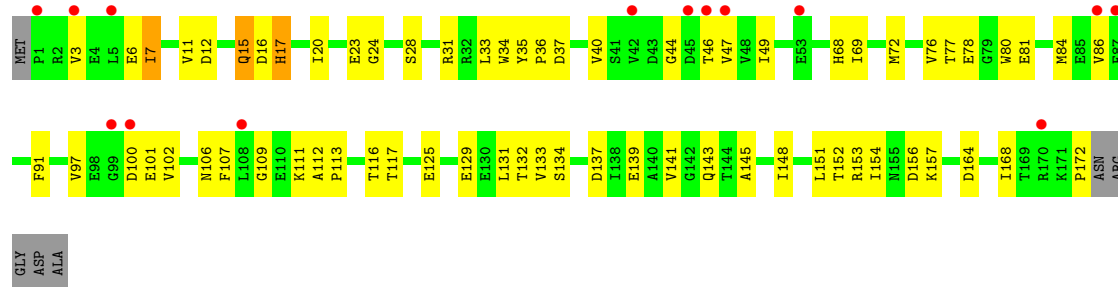 MET P1 R2 V3 E4 L5 E6 I7 V11 D12 Q15 D16 H17 I20 E23 G24 S28 R31 R32 L33 W34 Y35 P36 D37 V40 S41 V42 D43 G44 D45 T46 V47 V48 I49 E53 H68 I69 M72 V76 T77 E78 G79 W80 E81 M84 E85 V86
F91 V97 E98 G99 D100 E101 V102 N106 F107 L108 G109 E110 K111 A112 P113 T116 T117 E125 E129 E130 L131 T132 V133 S134 D137 I138 E139 A140 V141 G142 Q143 T144 A145 I148 L151 T152 R153 I154 N155 D156 K157 D164 I168 T169 R170 K171 P172 ASN
GLY ASP ALA